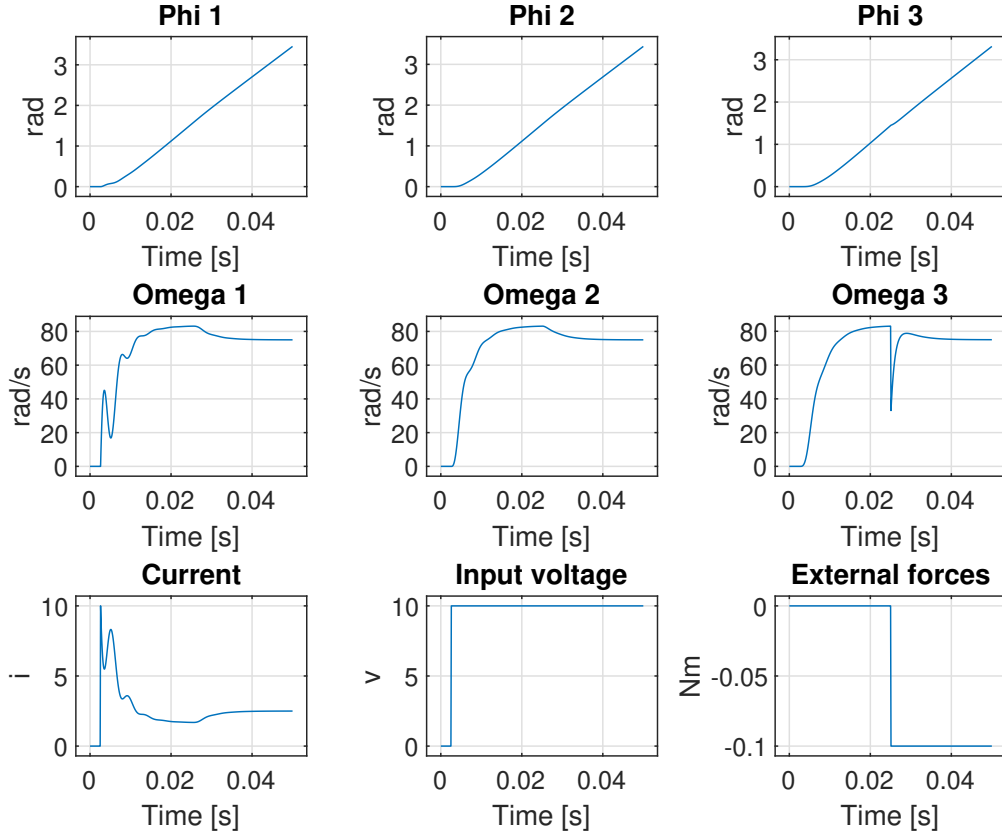 Phi 1
rad
3
2
1
0
0 0.02 0.04
Time [s]
Phi 2
rad
3
2
1
0
0 0.02 0.04
Time [s]
Phi 3
rad
3
2
1
0
0 0.02 0.04
Time [s]
Omega 1
rad/s
80
60
40
20
0
0 0.02 0.04
Time [s]
Omega 2
rad/s
80
60
40
20
0
0 0.02 0.04
Time [s]
Omega 3
rad/s
80
60
40
20
0
0 0.02 0.04
Time [s]
Current
i
10
5
0
0 0.02 0.04
Time [s]
Input voltage
v
10
5
0
0 0.02 0.04
Time [s]
External forces
Nm
0
-0.05
-0.1
0 0.02 0.04
Time [s]